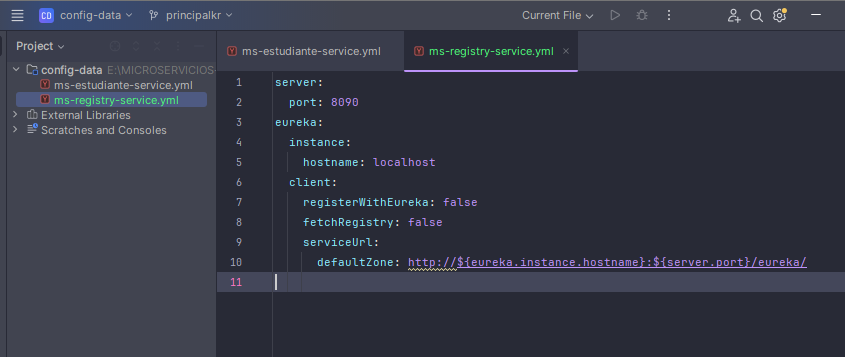 CD config-data principalkr Current File
Project
ms-estudiante-service.yml
ms-registry-service.yml
config-data E:\MICROSERVICIOS
ms-estudiante-service.yml
ms-registry-service.yml
External Libraries
Scratches and Consoles
1 server:
2 port: 8090
3 eureka:
4 instance:
5 hostname: localhost
6 client:
7 registerWithEureka: false
8 fetchRegistry: false
9 serviceUrl:
10 defaultZone: http://${eureka.instance.hostname}:${server.port}/eureka/
11